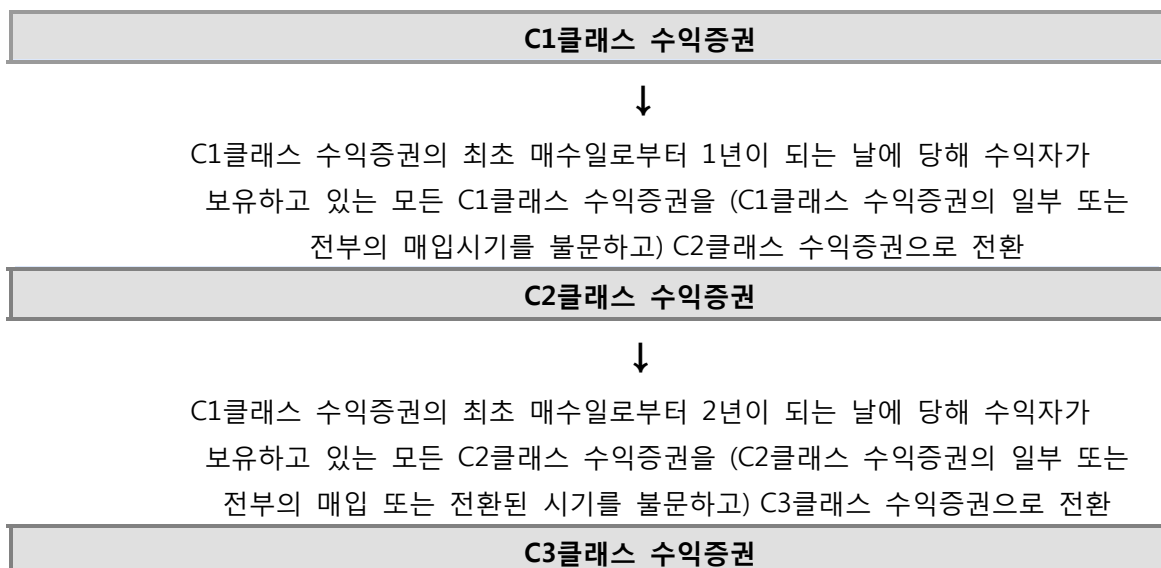 C1클래스 수익증권
↓
C1클래스 수익증권의 최초 매수일로부터 1년이 되는 날에 당해 수익자가
보유하고 있는 모든 C1클래스 수익증권을 (C1클래스 수익증권의 일부 또는
전부의 매입시기를 불문하고) C2클래스 수익증권으로 전환
C2클래스 수익증권
↓
C1클래스 수익증권의 최초 매수일로부터 2년이 되는 날에 당해 수익자가
보유하고 있는 모든 C2클래스 수익증권을 (C2클래스 수익증권의 일부 또는
전부의 매입 또는 전환된 시기를 불문하고) C3클래스 수익증권으로 전환
C3클래스 수익증권